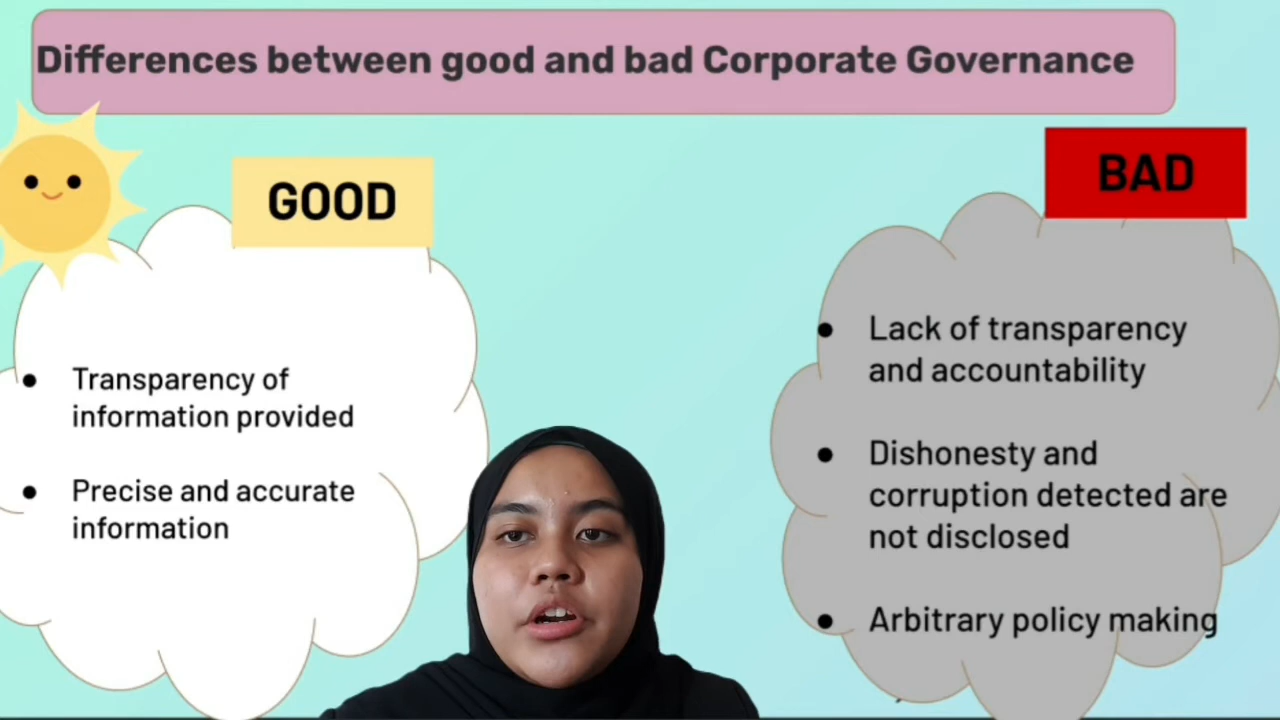 Differences between good and bad Corporate Governance
GOOD
● Transparency of
information provided
● Precise and accurate
information
BAD
● Lack of transparency
and accountability
● Dishonesty and
corruption detected are
not disclosed
● Arbitrary policy making